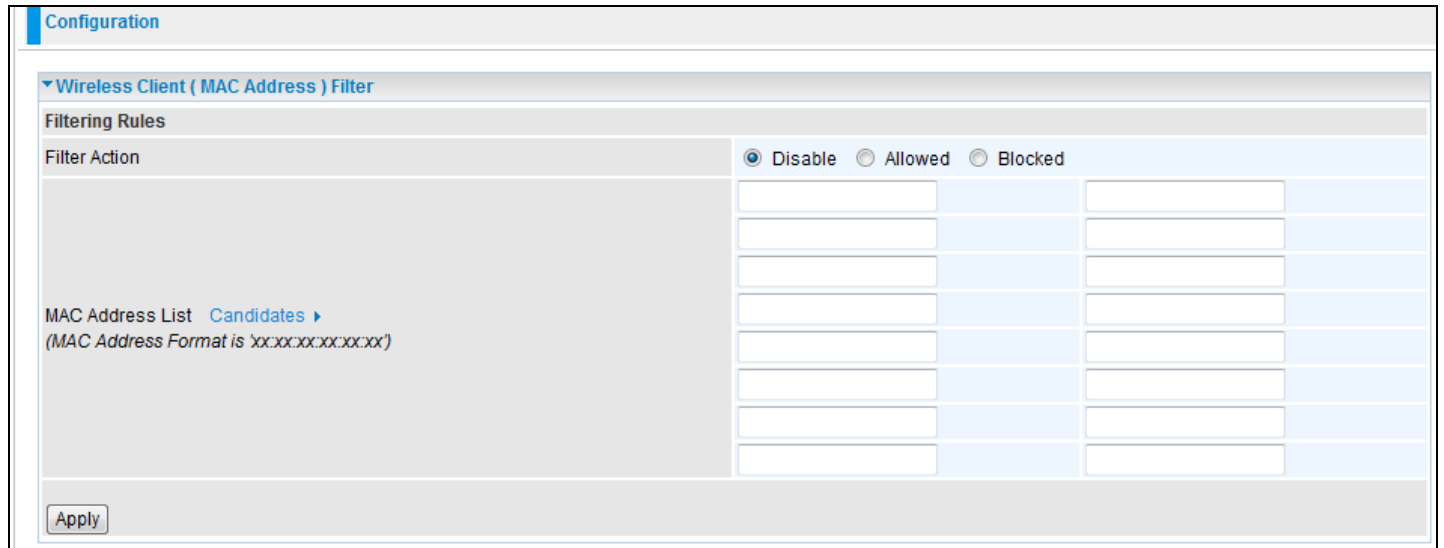 Configuration
Wireless Client ( MAC Address ) Filter
Filtering Rules
Filter Action
Disable Allowed Blocked
MAC Address List Candidates
(MAC Address Format is 'xx:xx:xx:xx:xx:xx')
Apply